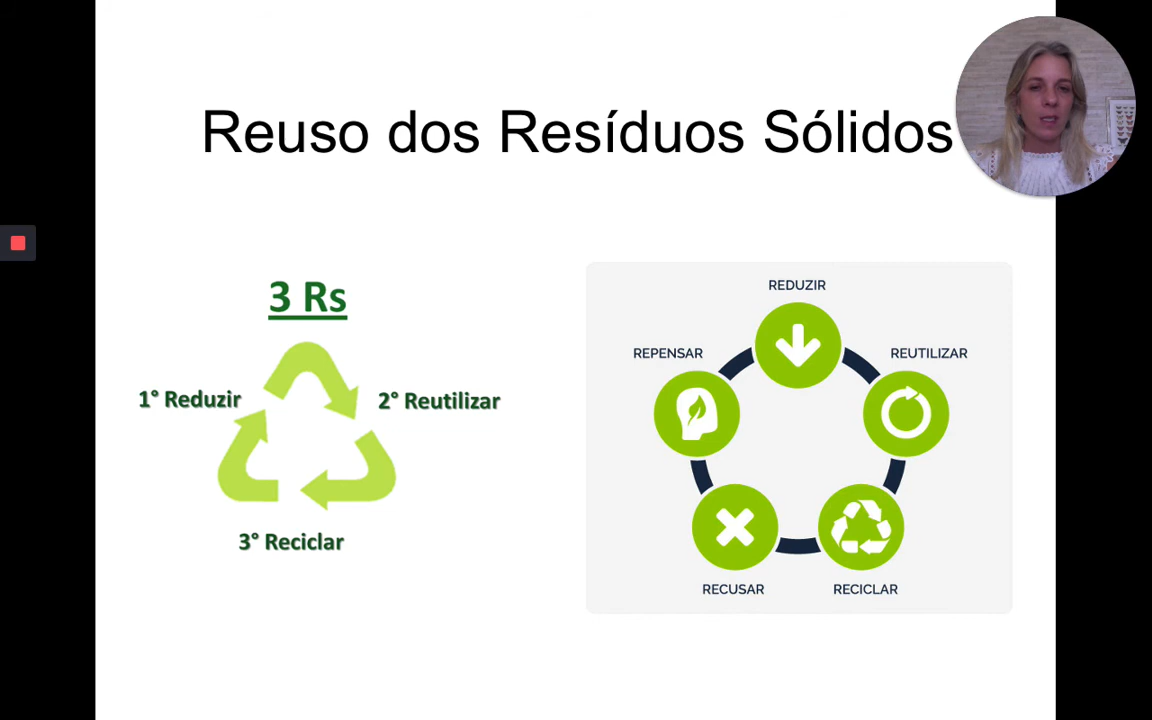 Reuso dos Resíduos Sólidos
3 Rs
1° Reduzir
2° Reutilizar
3° Reciclar
REDUZIR
REPENSAR
REUTILIZAR
RECUSAR
RECICLAR